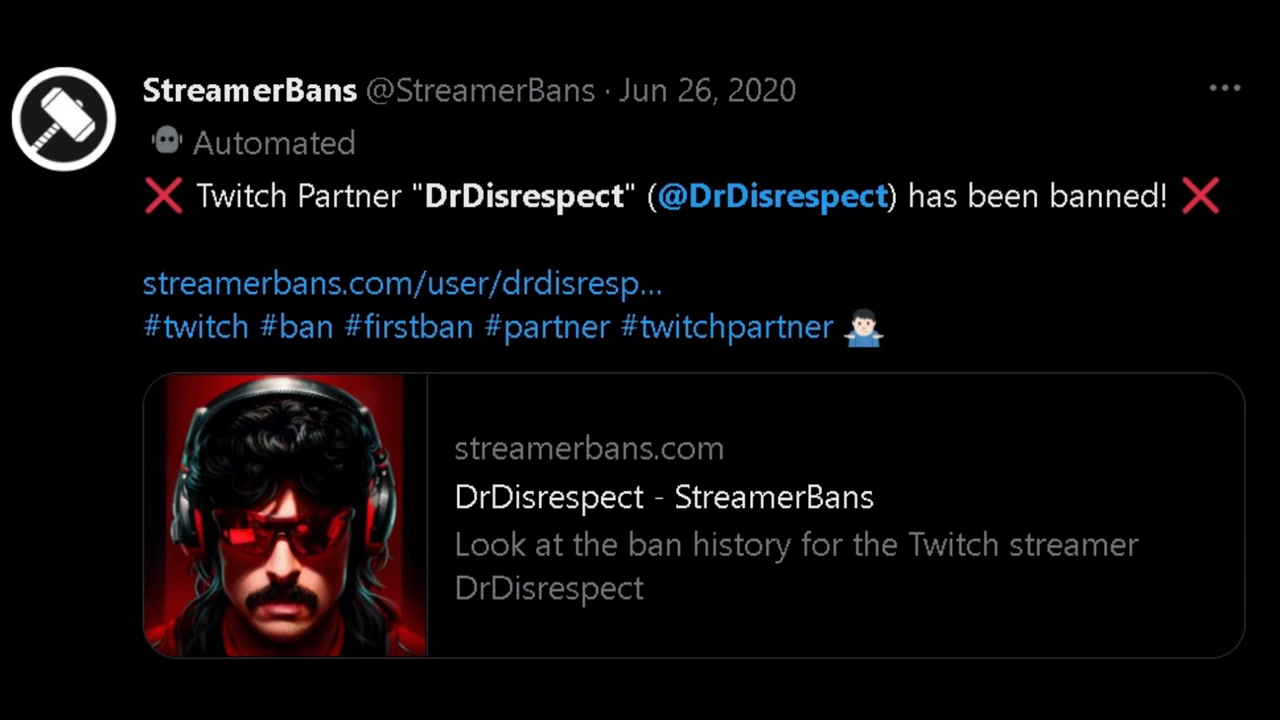 StreamerBans @StreamerBans · Jun 26, 2020
Automated
❌ Twitch Partner "DrDisrespect" (@DrDisrespect) has been banned! ❌
streamerbans.com/user/drdisresp...
#twitch #ban #firstban #partner #twitchpartner 🤷🏻‍♂️
streamerbans.com
DrDisrespect - StreamerBans
Look at the ban history for the Twitch streamer
DrDisrespect